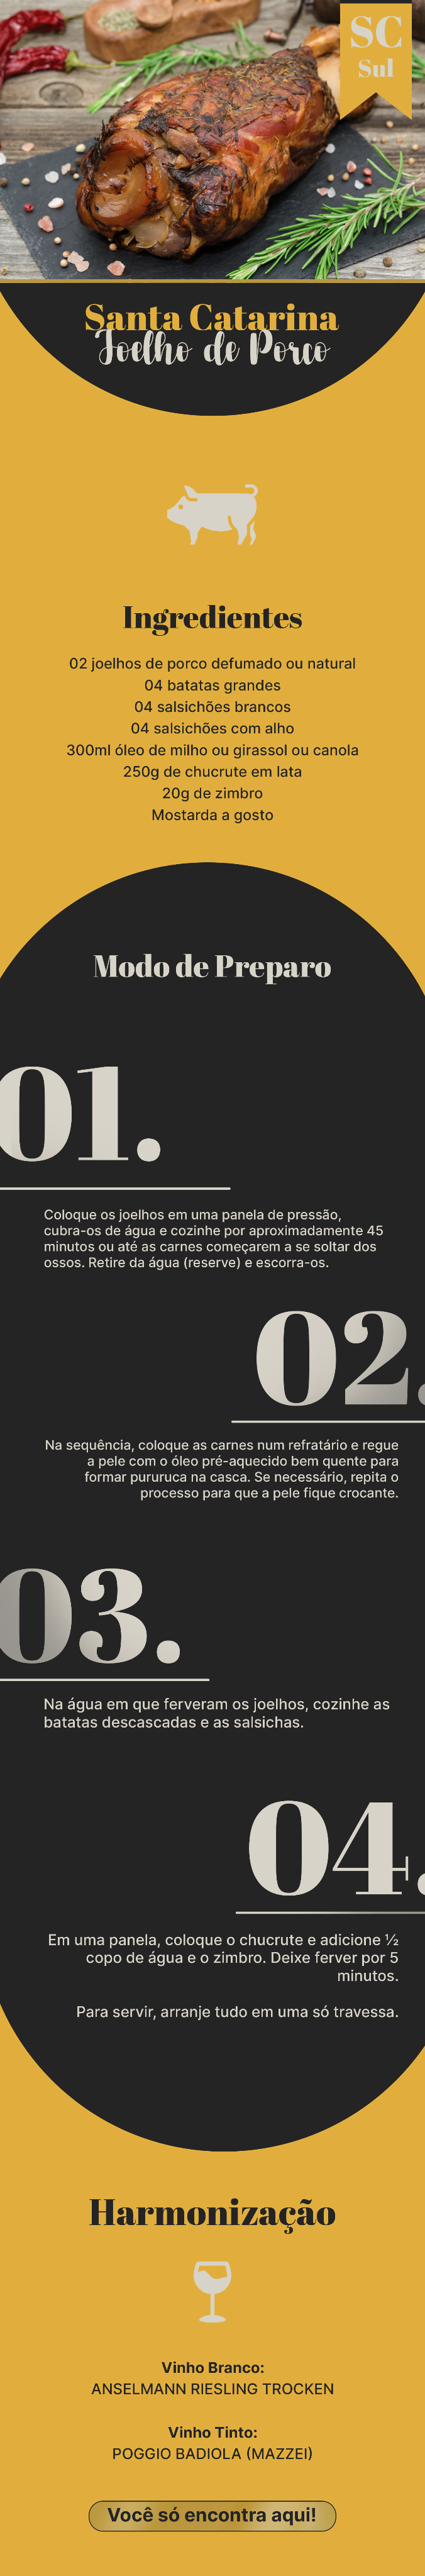 SC
Sul
Santa Catarina
Joelho de Porco
Ingredientes
02 joelhos de porco defumado ou natural
04 batatas grandes
04 salsichões brancos
04 salsichões com alho
300ml óleo de milho ou girassol ou canola
250g de chucrute em lata
20g de zimbro
Mostarda a gosto
Modo de Preparo
01.
Coloque os joelhos em uma panela de pressão,
cubra-os de água e cozinhe por aproximadamente 45
minutos ou até as carnes começarem a se soltar dos
ossos. Retire da água (reserve) e escorra-os.
02.
Na sequência, coloque as carnes num refratário e regue
a pele com o óleo pré-aquecido bem quente para
formar pururuca na casca. Se necessário, repita o
processo para que a pele fique crocante.
03.
Na água em que ferveram os joelhos, cozinhe as
batatas descascadas e as salsichas.
04.
Em uma panela, coloque o chucrute e adicione ½
copo de água e o zimbro. Deixe ferver por 5
minutos.
Para servir, arranje tudo em uma só travessa.
Harmonização
Vinho Branco:
ANSELMANN RIESLING TROCKEN
Vinho Tinto:
POGGIO BADIOLA (MAZZEI)
Você só encontra aqui!